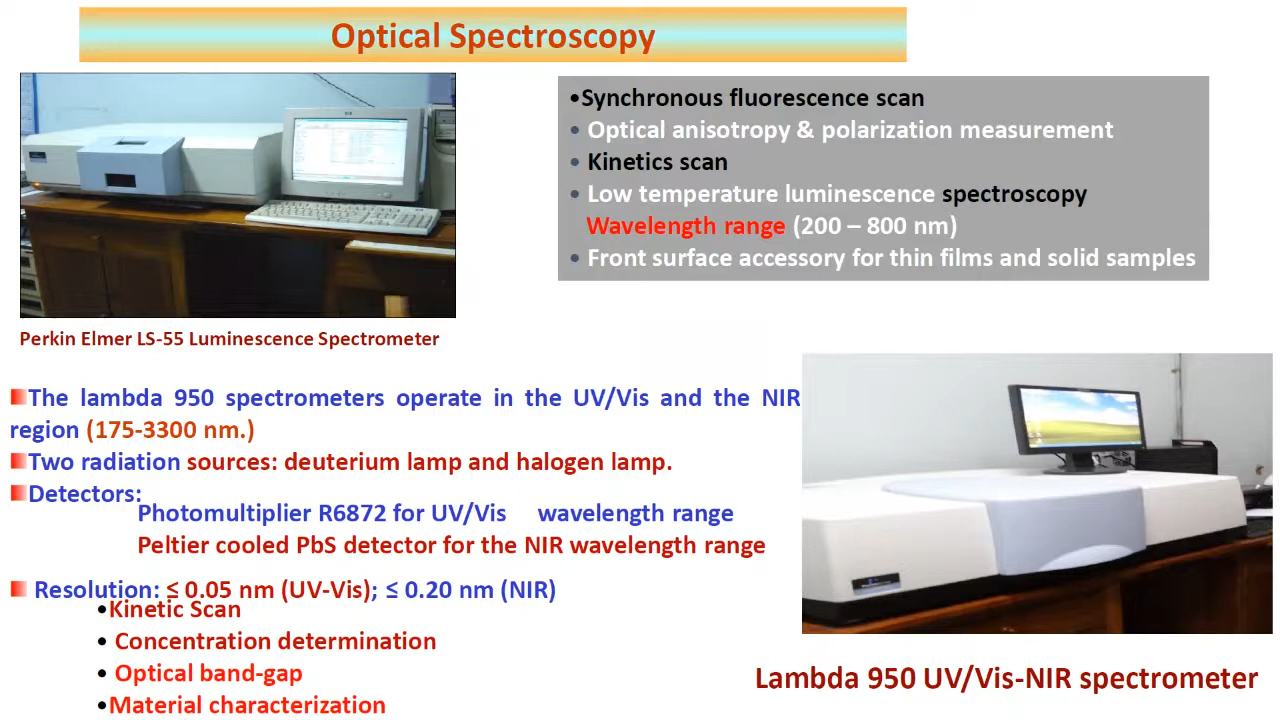 Optical Spectroscopy
•Synchronous fluorescence scan
• Optical anisotropy & polarization measurement
• Kinetics scan
• Low temperature luminescence spectroscopy
Wavelength range (200 – 800 nm)
• Front surface accessory for thin films and solid samples
Perkin Elmer LS-55 Luminescence Spectrometer
The lambda 950 spectrometers operate in the UV/Vis and the NIR
region (175-3300 nm.)
Two radiation sources: deuterium lamp and halogen lamp.
Detectors:
Photomultiplier R6872 for UV/Vis wavelength range
Peltier cooled PbS detector for the NIR wavelength range
Resolution: ≤ 0.05 nm (UV-Vis); ≤ 0.20 nm (NIR)
•Kinetic Scan
• Concentration determination
• Optical band-gap
•Material characterization
Lambda 950 UV/Vis-NIR spectrometer